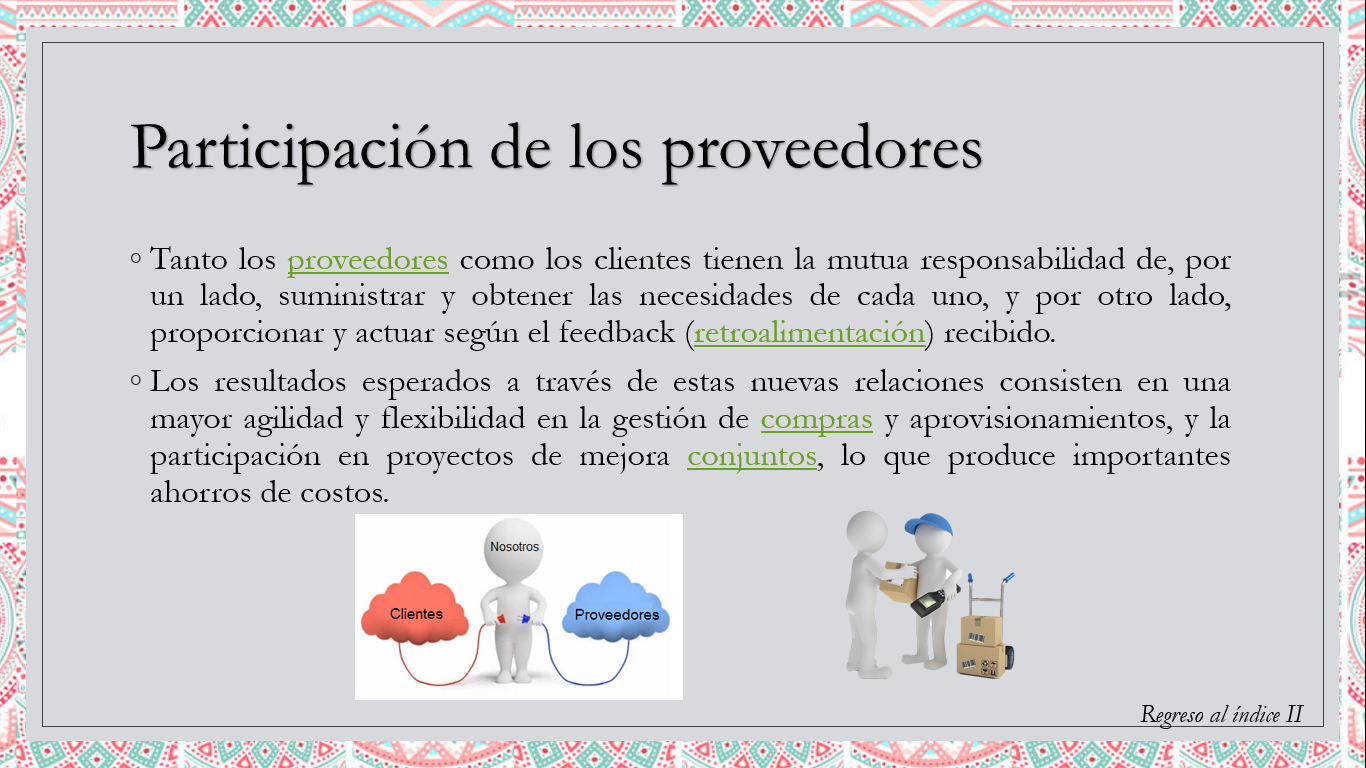 Participación de los proveedores
◦ Tanto los proveedores como los clientes tienen la mutua responsabilidad de, por
un lado, suministrar y obtener las necesidades de cada uno, y por otro lado,
proporcionar y actuar según el feedback (retroalimentación) recibido.
◦ Los resultados esperados a través de estas nuevas relaciones consisten en una
mayor agilidad y flexibilidad en la gestión de compras y aprovisionamientos, y la
participación en proyectos de mejora conjuntos, lo que produce importantes
ahorros de costos.
Nosotros
Clientes
Proveedores
Regreso al índice II